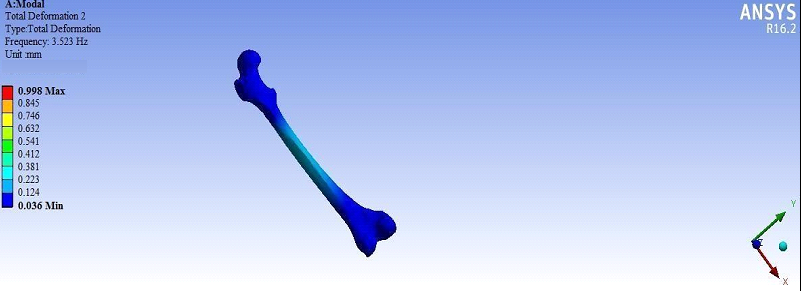 A:Modal
Total Deformation 2
Type:Total Deformation
Frequency: 3.523 Hz
Unit :mm
0.998 Max
0.845
0.746
0.632
0.541
0.412
0.381
0.223
0.124
0.036 Min
ANSYS
R16.2
Y
Z
X